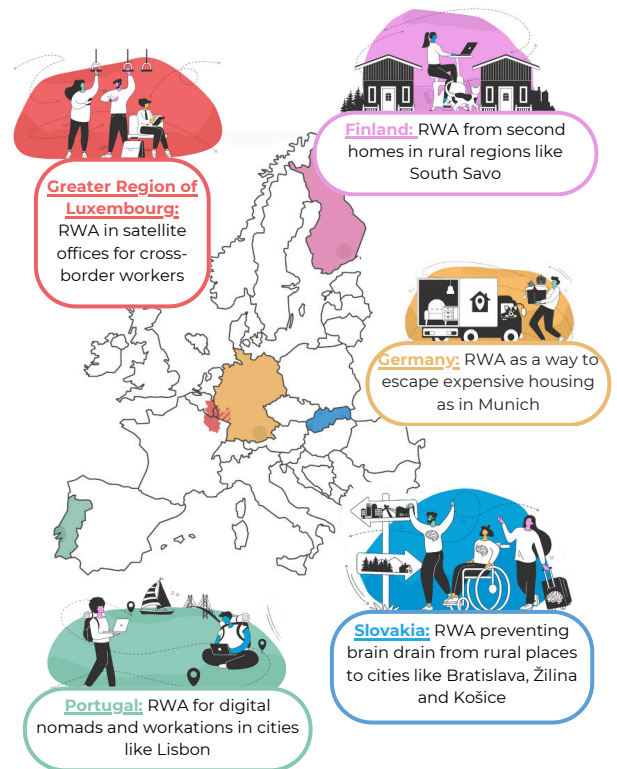 Finland: RWA from second
homes in rural regions like
South Savo
Greater Region of
Luxembourg:
RWA in satellite
offices for cross-
border workers
Germany: RWA as a way to
escape expensive housing
as in Munich
Slovakia: RWA preventing
brain drain from rural places
to cities like Bratislava, Žilina
and Košice
Portugal: RWA for digital
nomads and workations in cities
like Lisbon